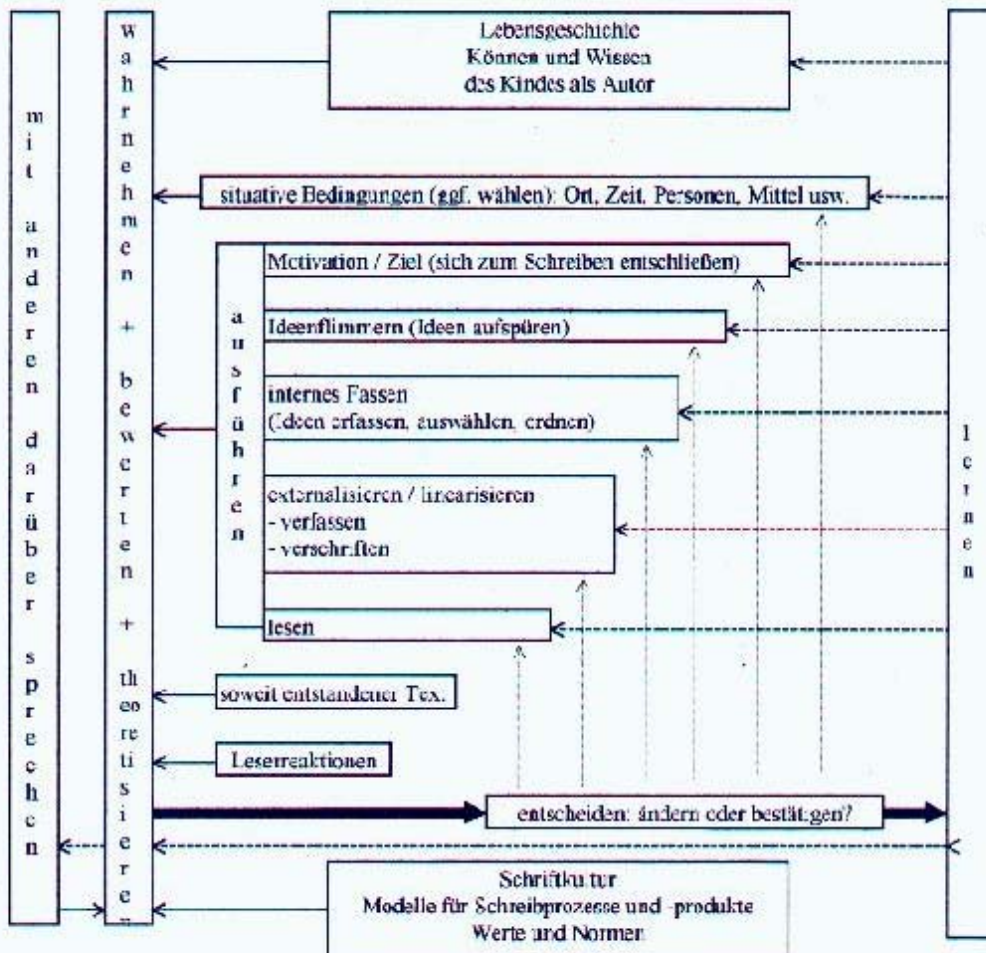 mit anderen darüber sprechen
wahrnehmen + bewerten + theoretisieren
Lebensgeschichte
Können und Wissen
des Kindes als Autor
situative Bedingungen (ggf. wählen): Ort, Zeit, Personen, Mittel usw.
ausführen
Motivation / Ziel (sich zum Schreiben entschließen)
Ideenflimmern (Ideen aufspüren)
internes Fassen
(Ideen erfassen, auswählen, ordnen)
externalisieren / linearisieren
- verfassen
- verschriften
lesen
lernen
soweit entstandener Tex.
Leserreaktionen
entscheiden: ändern oder bestätigen?
Schriftkultur
Modelle für Schreibprozesse und -produkte
Werte und Normen